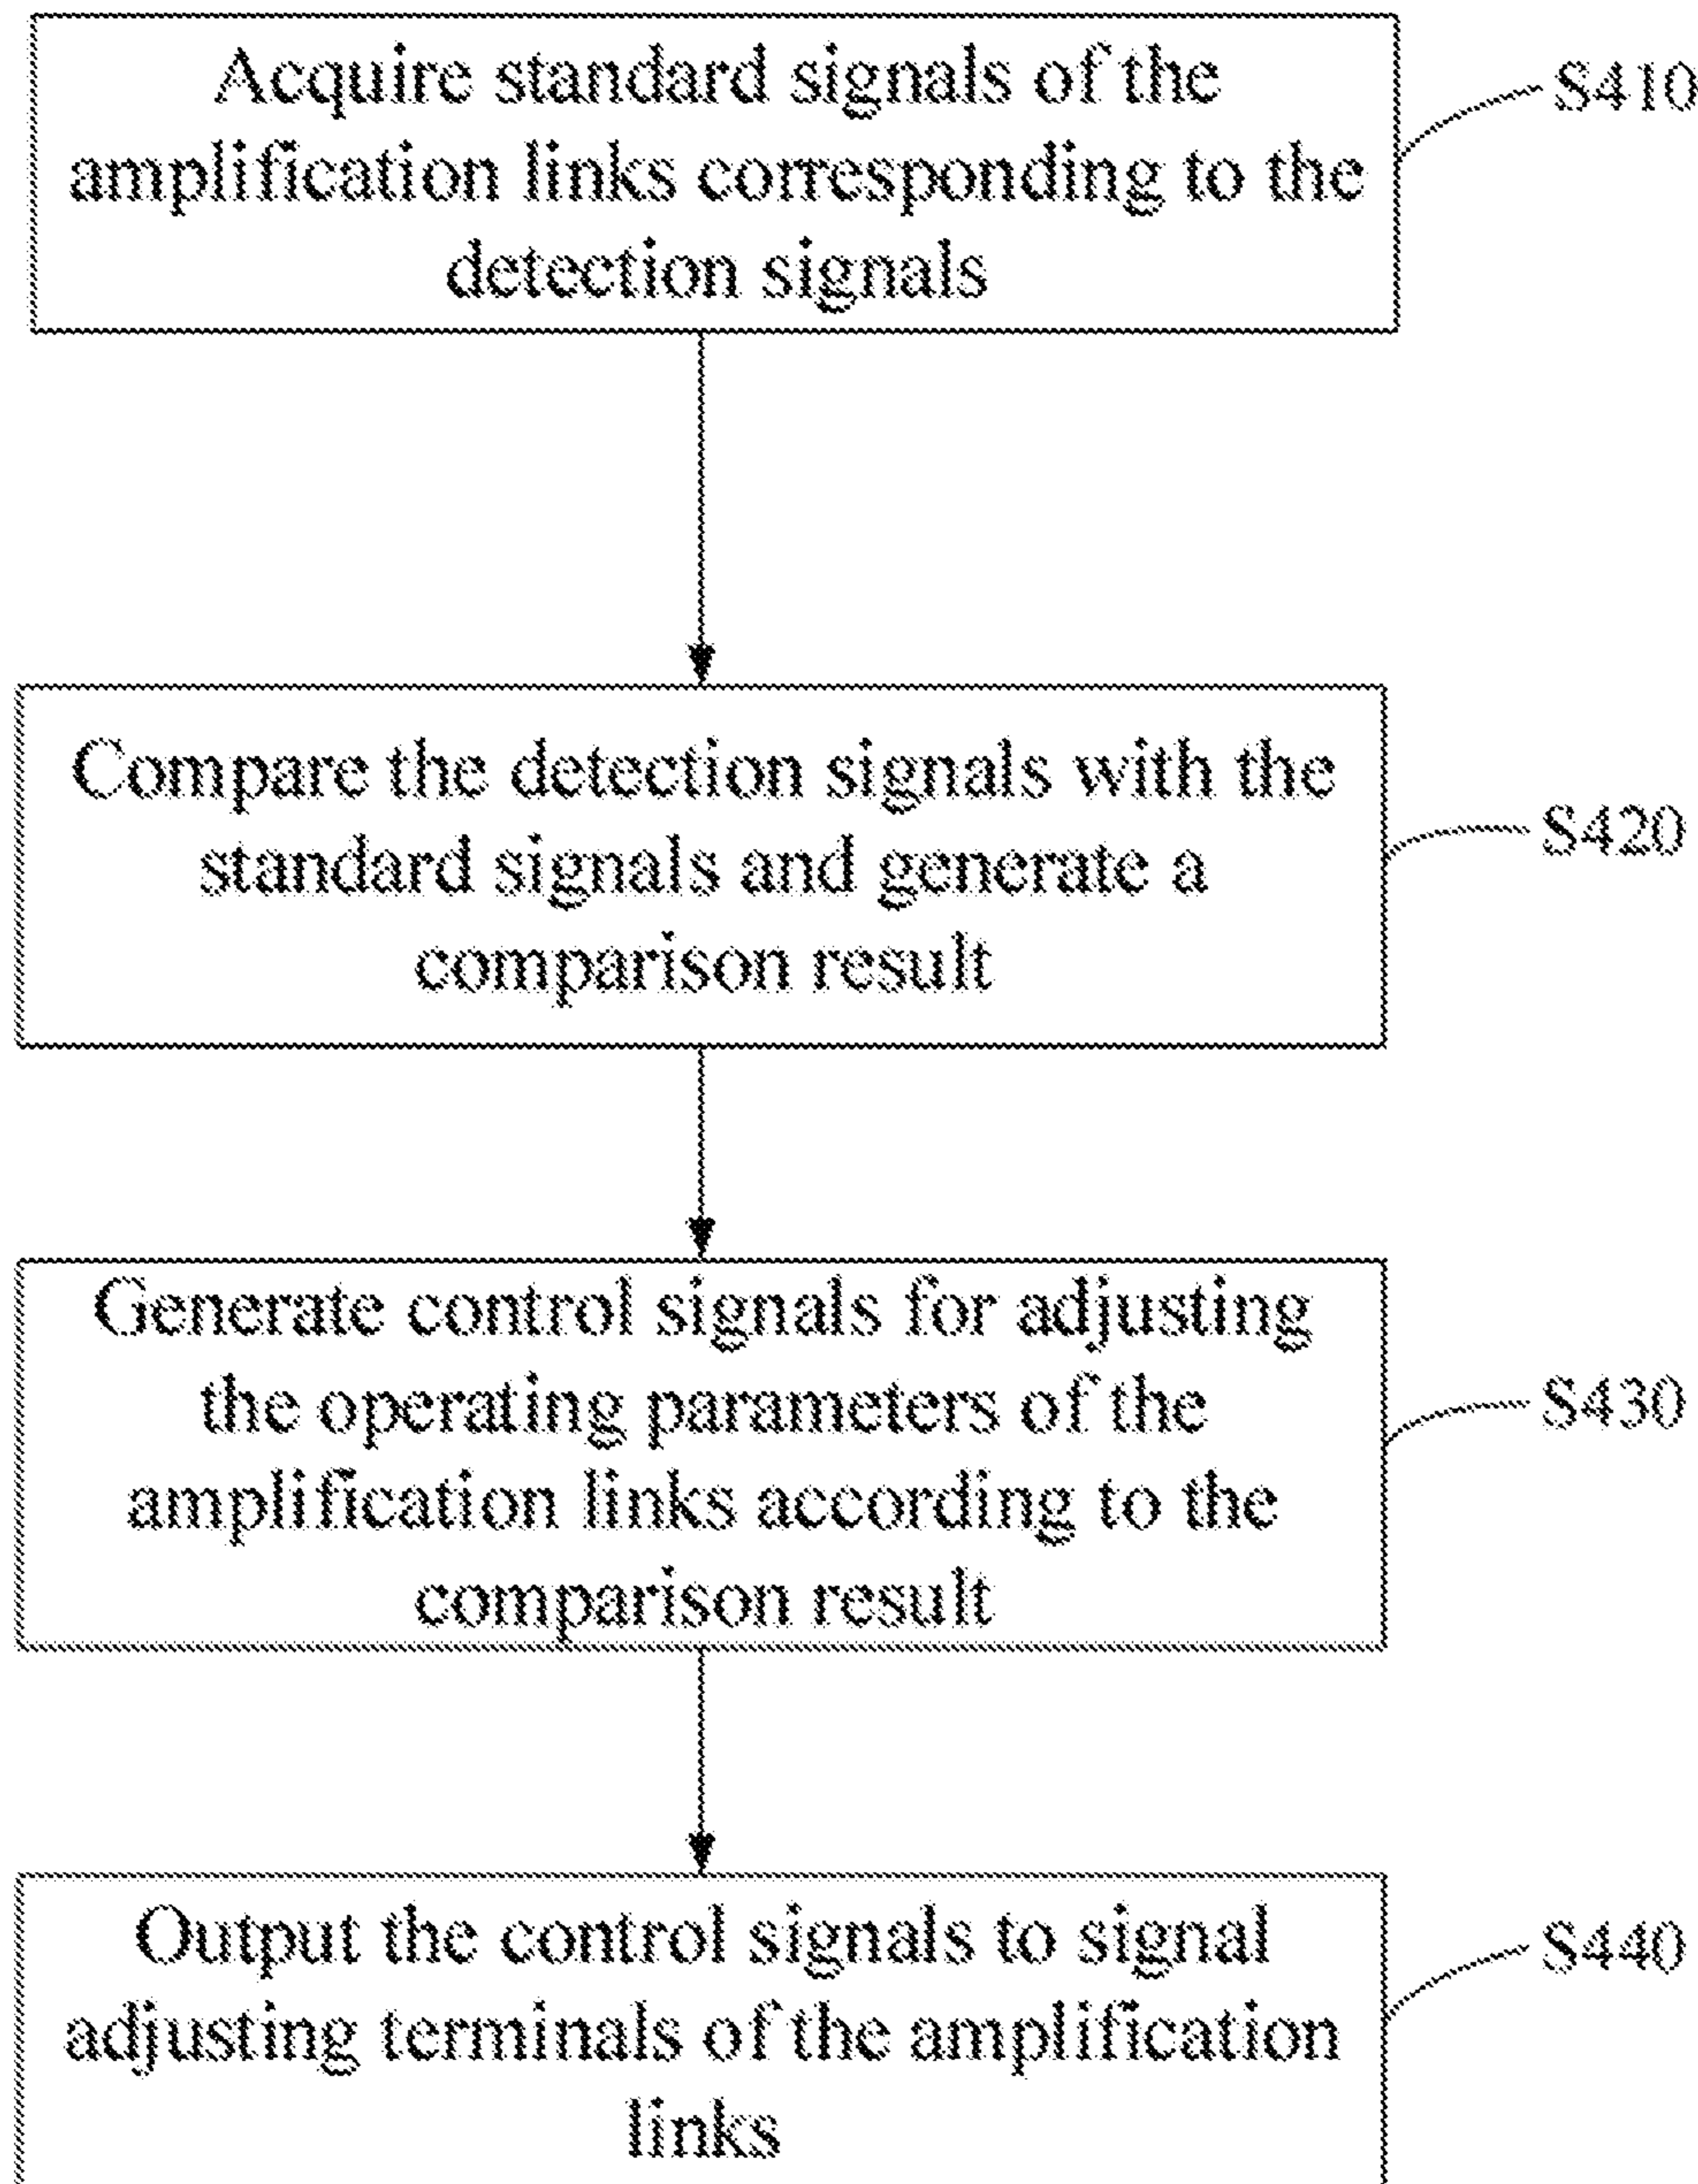 Acquire standard signals of the
amplification links corresponding to the
detection signals
S410
Compare the detection signals with the
standard signals and generate a
comparison result
S420
Generate control signals for adjusting
the operating parameters of the
amplification links according to the
comparison result
S430
Output the control signals to signal
adjusting terminals of the amplification
links
S440